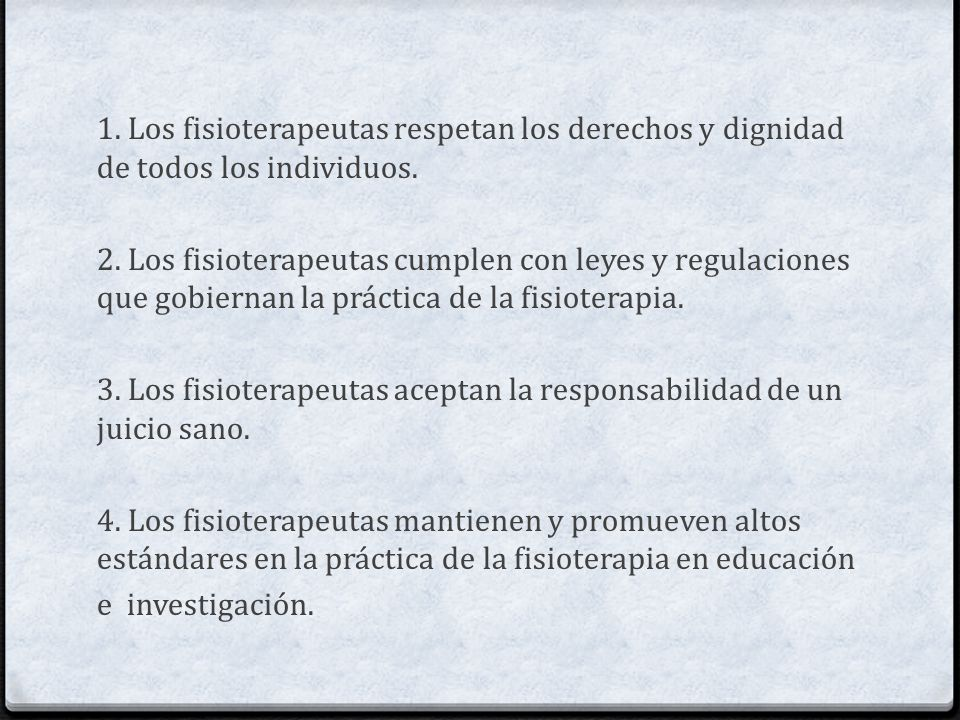 1. Los fisioterapeutas respetan los derechos y dignidad
de todos los individuos.
2. Los fisioterapeutas cumplen con leyes y regulaciones
que gobiernan la práctica de la fisioterapia.
3. Los fisioterapeutas aceptan la responsabilidad de un
juicio sano.
4. Los fisioterapeutas mantienen y promueven altos
estándares en la práctica de la fisioterapia en educación
e investigación.